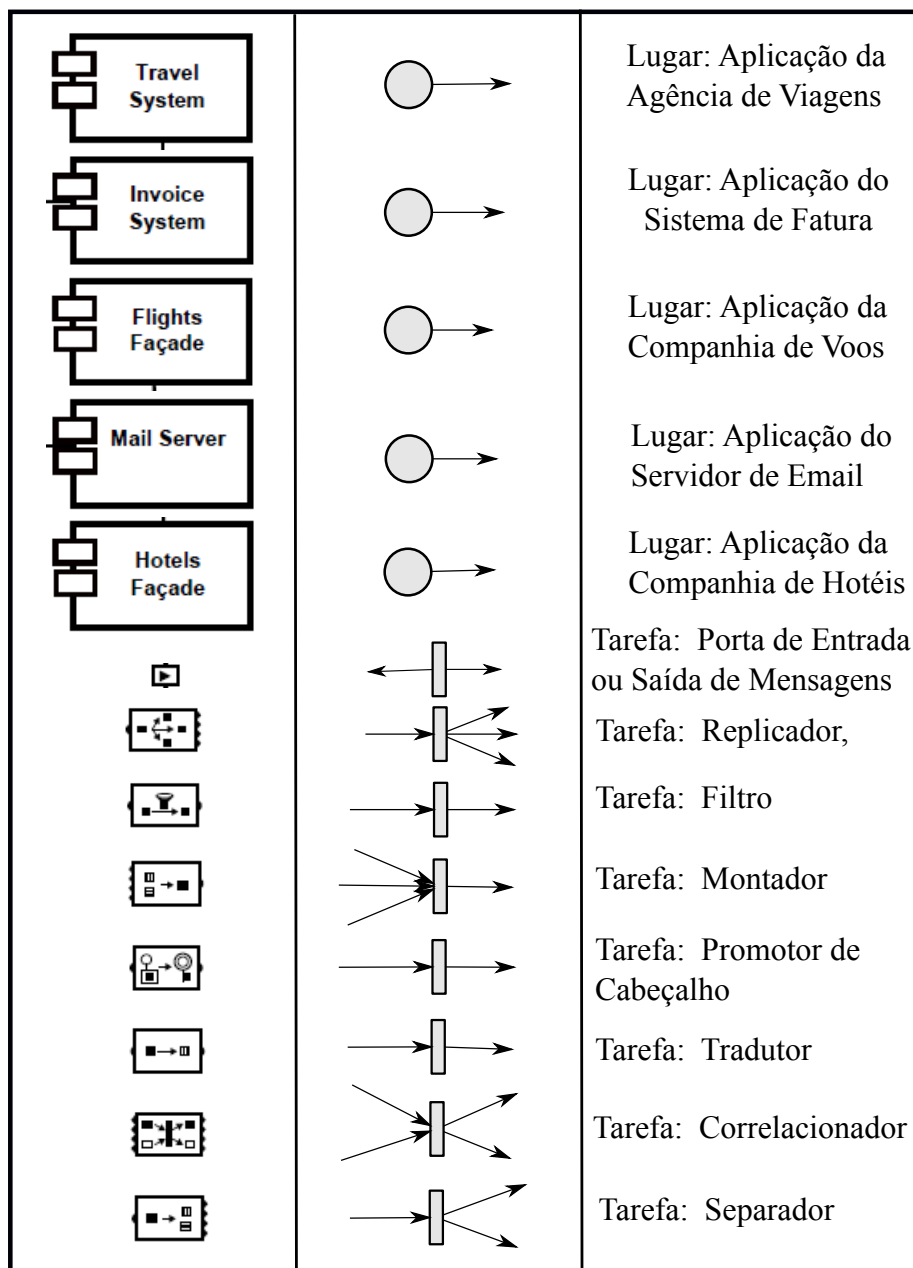 Travel
System
Lugar: Aplicação da
Agência de Viagens
Invoice
System
Lugar: Aplicação do
Sistema de Fatura
Flights
Façade
Lugar: Aplicação da
Companhia de Voos
Mail Server
Lugar: Aplicação do
Servidor de Email
Hotels
Façade
Lugar: Aplicação da
Companhia de Hotéis
Tarefa: Porta de Entrada
ou Saída de Mensagens
Tarefa: Replicador,
Tarefa: Filtro
Tarefa: Montador
Tarefa: Promotor de
Cabeçalho
Tarefa: Tradutor
Tarefa: Correlacionador
Tarefa: Separador